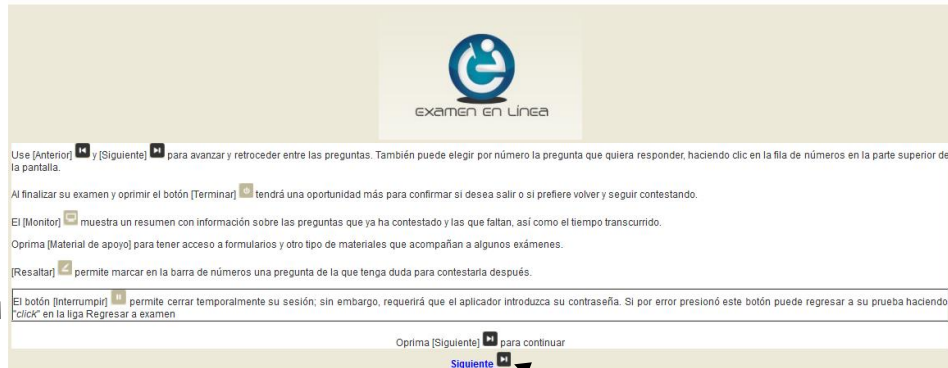 examen en Línea
Use [Anterior] y [Siguiente] para avanzar y retroceder entre las preguntas. También puede elegir por número la pregunta que quiera responder, haciendo clic en la fila de números en la parte superior de
la pantalla.
Al finalizar su examen y oprimir el botón [Terminar] tendrá una oportunidad más para confirmar si desea salir o si prefiere volver y seguir contestando.
El [Monitor] muestra un resumen con información sobre las preguntas que ya ha contestado y las que faltan, así como el tiempo transcurrido.
Oprima [Material de apoyo] para tener acceso a formularios y otro tipo de materiales que acompañan a algunos exámenes.
[Resaltar] permite marcar en la barra de números una pregunta de la que tenga duda para contestarla después.
El botón [Interrumpir] permite cerrar temporalmente su sesión; sin embargo, requerirá que el aplicador introduzca su contraseña. Si por error presionó este botón puede regresar a su prueba haciendo
"click" en la liga Regresar a examen
Oprima [Siguiente] para continuar
Siguiente